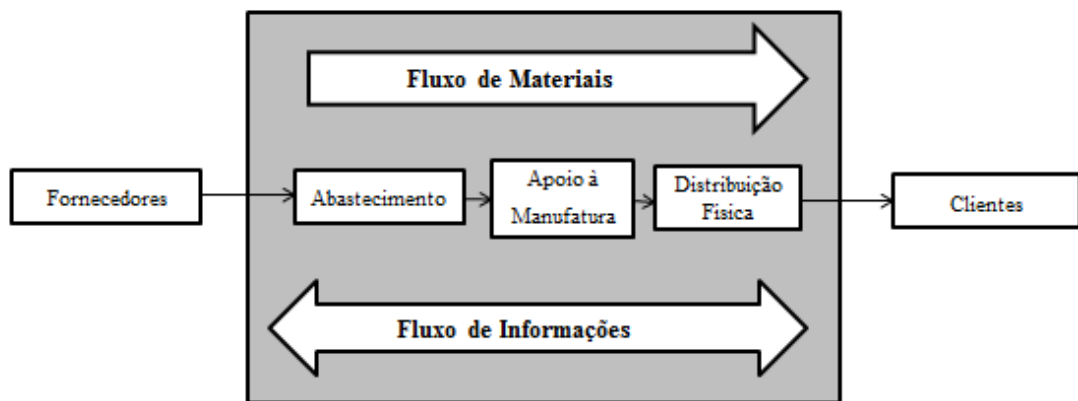 Fluxo de Materiais
Fornecedores
Abastecimento
Apoio à
Manufatura
Distribuição
Física
Clientes
Fluxo de Informações